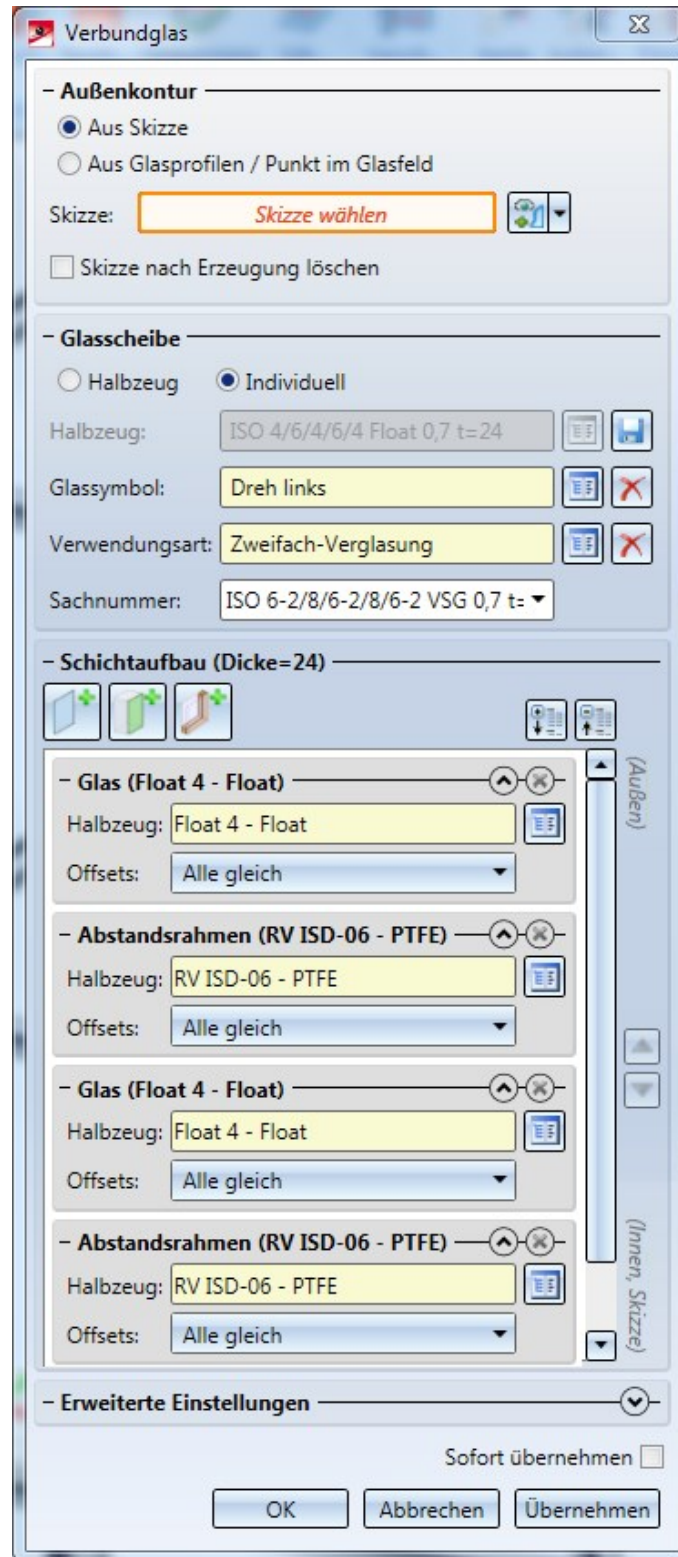 Verbundglas
Außenkontur
Aus Skizze
Aus Glasprofilen / Punkt im Glasfeld
Skizze: Skizze wählen
Skizze nach Erzeugung löschen
Glasscheibe
Halbzeug Individuell
Halbzeug: ISO 4/6/4/6/4 Float 0,7 t=24
Glassymbol: Dreh links
Verwendungsart: Zweifach-Verglasung
Sachnummer: ISO 6-2/8/6-2/8/6-2 VSG 0,7 t=
Schichtaufbau (Dicke=24)
(Außen)
Glas (Float 4 - Float)
Halbzeug: Float 4 - Float
Offsets: Alle gleich
Abstandsrahmen (RV ISD-06 - PTFE)
Halbzeug: RV ISD-06 - PTFE
Offsets: Alle gleich
Glas (Float 4 - Float)
Halbzeug: Float 4 - Float
Offsets: Alle gleich
Abstandsrahmen (RV ISD-06 - PTFE)
Halbzeug: RV ISD-06 - PTFE
Offsets: Alle gleich
(Innen, Skizze)
Erweiterte Einstellungen
Sofort übernehmen
OK Abbrechen Übernehmen